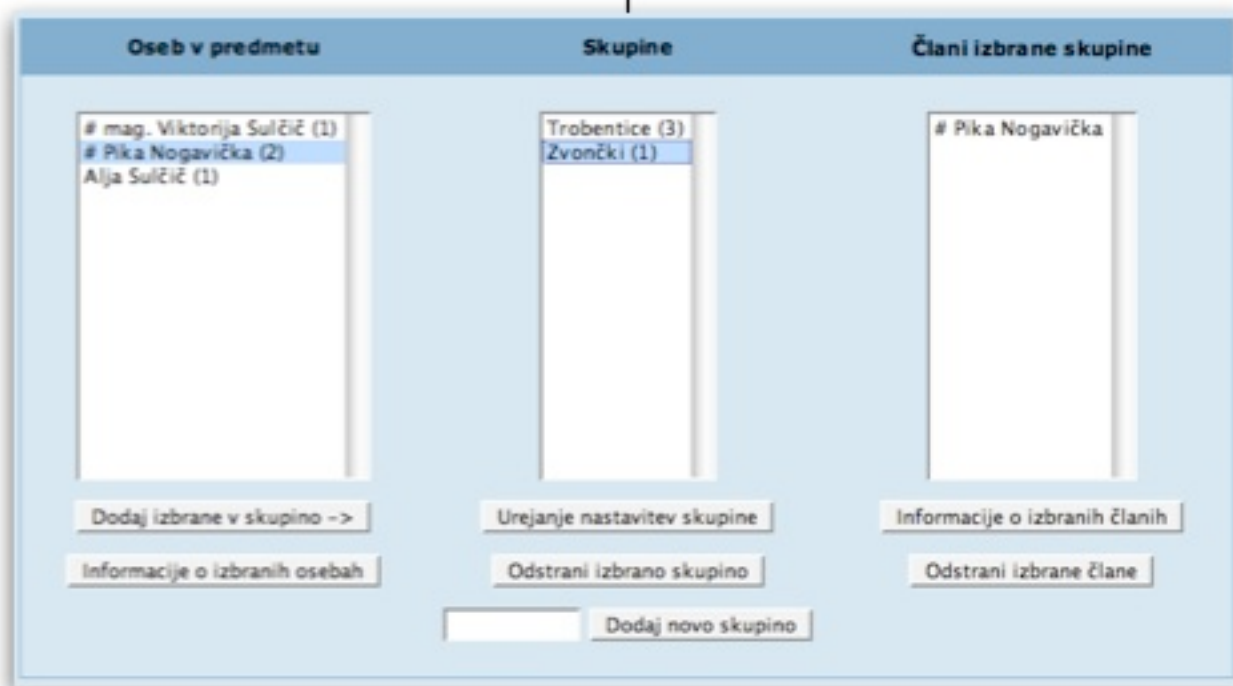 Oseb v predmetu
Skupine
Člani izbrane skupine
# mag. Viktorija Sulčič (1)
# Pika Nogavička (2)
Alja Sulčič (1)
Trobentice (3)
Zvončki (1)
# Pika Nogavička
Dodaj izbrane v skupino ->
Urejanje nastavitev skupine
Informacije o izbranih članih
Informacije o izbranih osebah
Odstrani izbrano skupino
Odstrani izbrane člane
Dodaj novo skupino